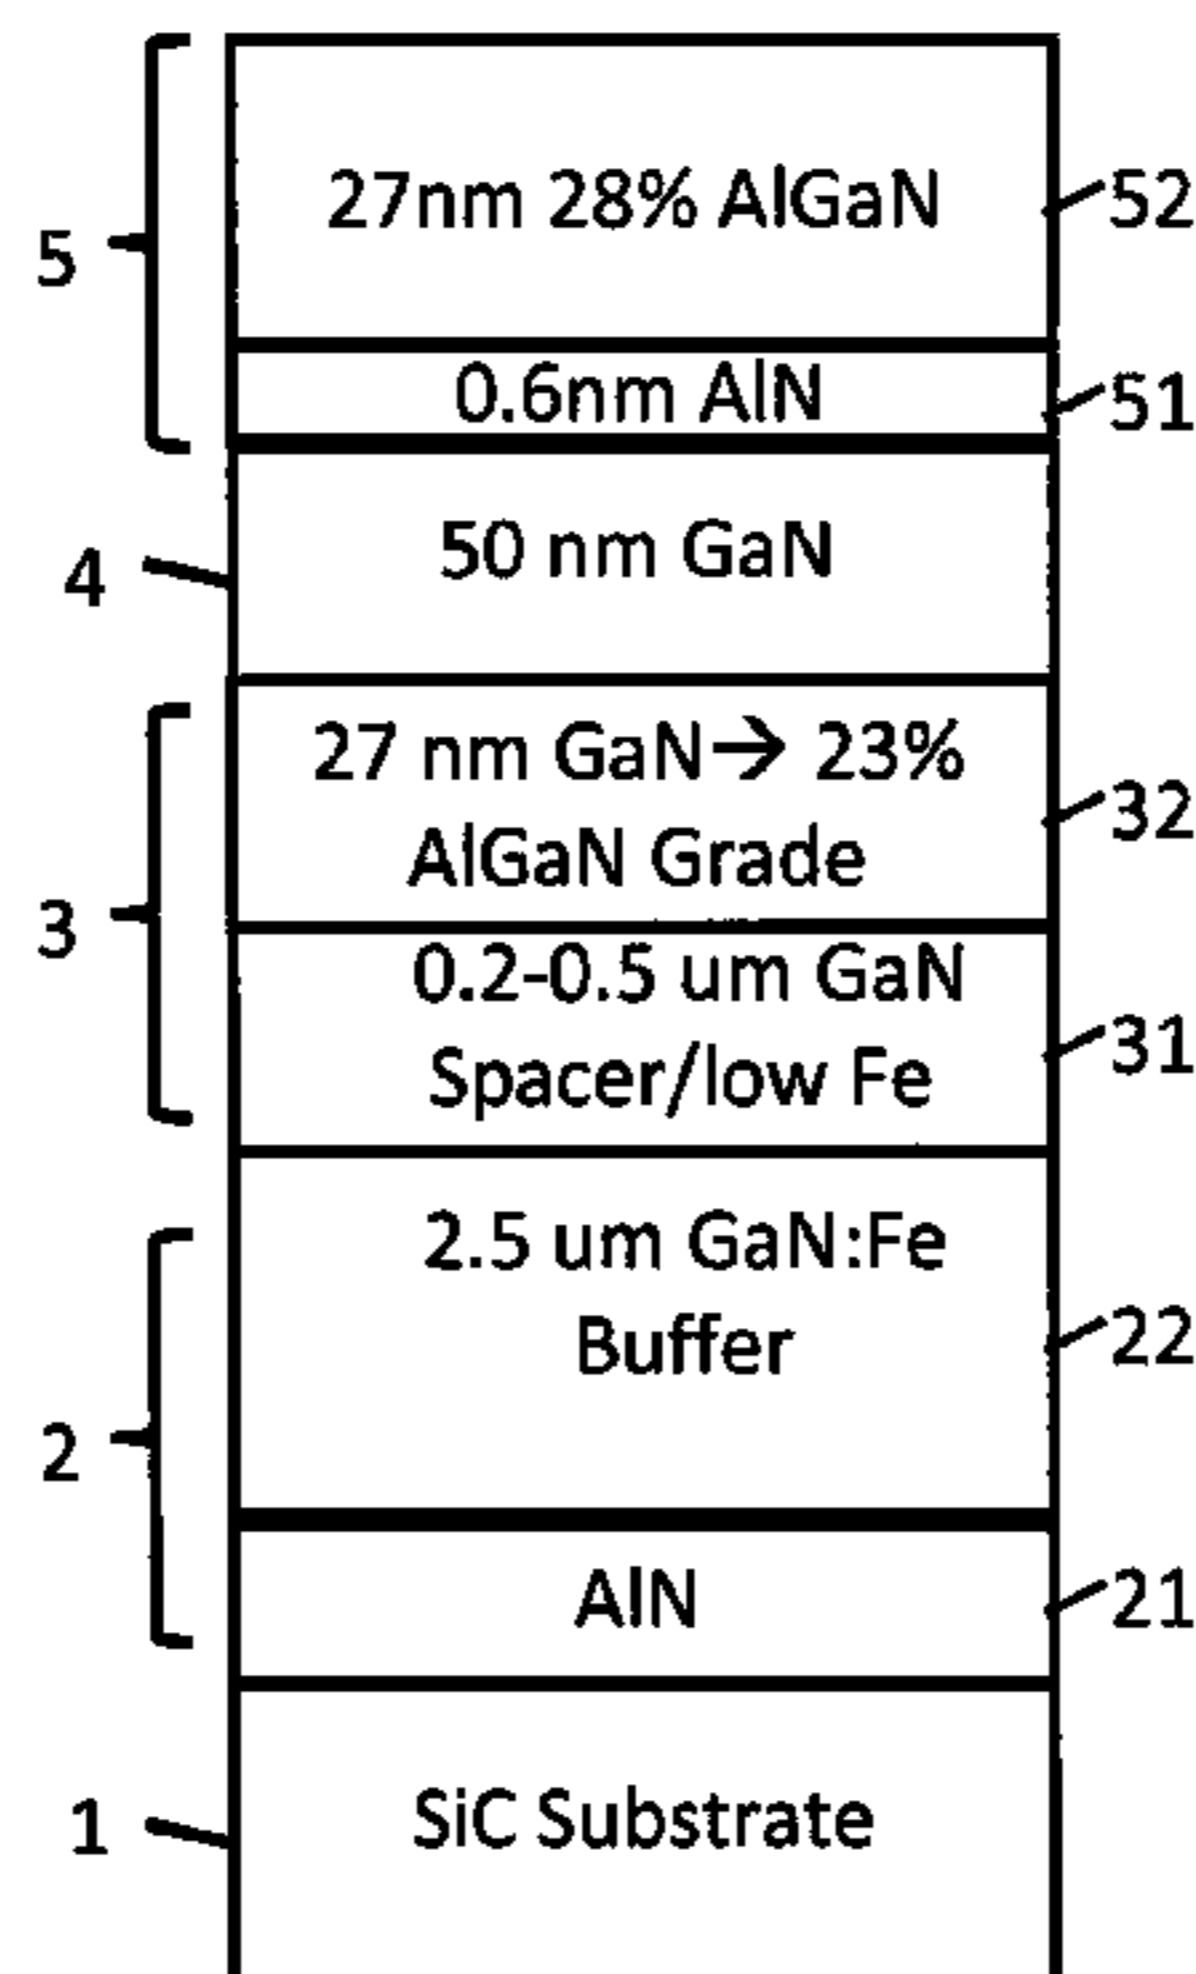 27nm 28% AlGaN
52
5
0.6nm AlN
51
50 nm GaN
4
27 nm GaN→ 23%
AlGaN Grade
32
3
0.2-0.5 um GaN
Spacer/low Fe
31
2.5 um GaN:Fe
Buffer
22
2
AlN
21
SiC Substrate
1